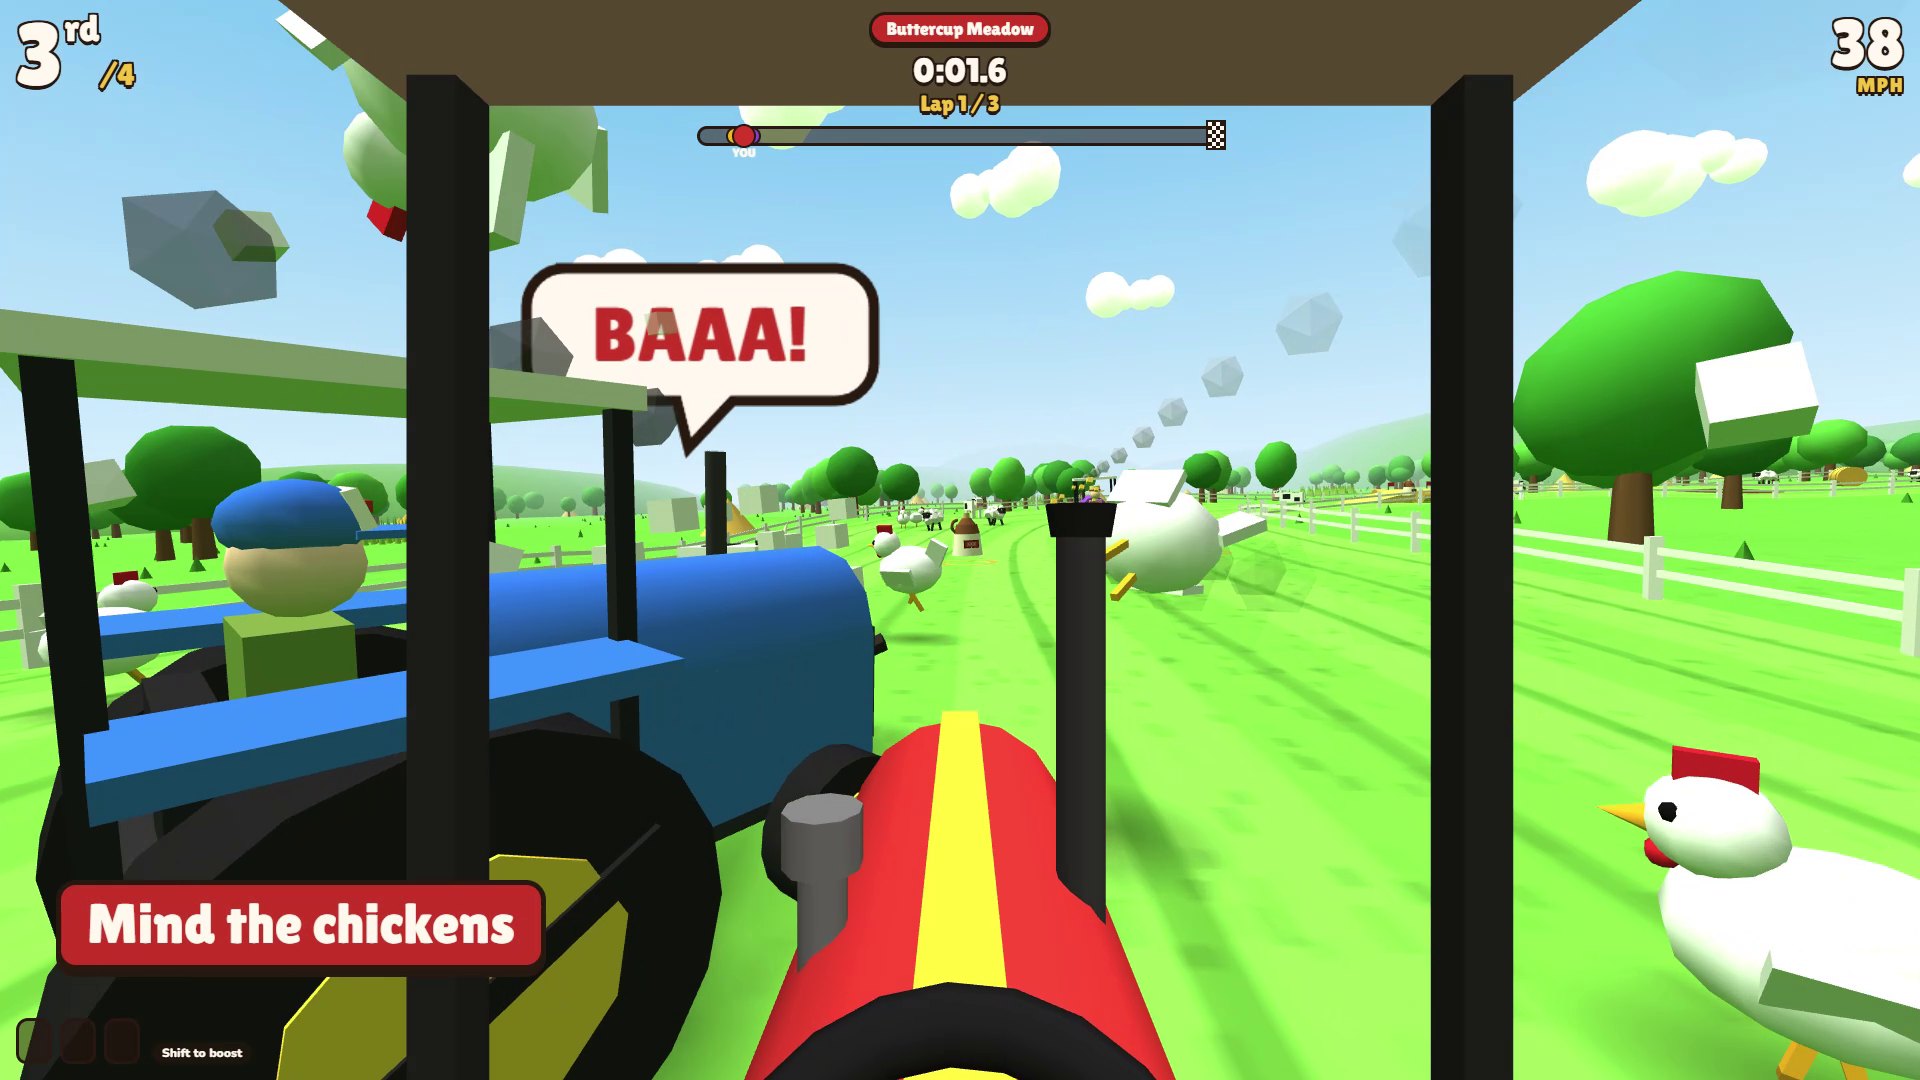 3rd
/4
Buttercup Meadow
0:01.6
Lap 1/3
YOU
38
MPH
BAAA!
Mind the chickens
Shift to boost